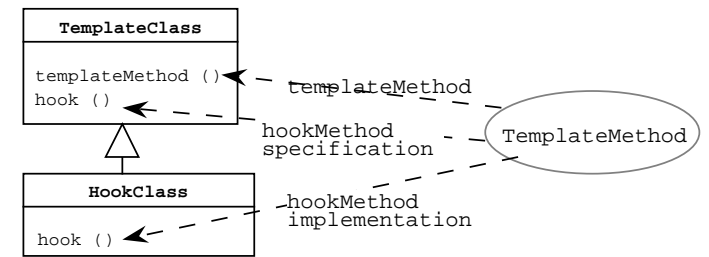 TemplateClass
templateMethod ()
hook ()
templateMethod
hookMethod
specification
TemplateMethod
HookClass
hook ()
hookMethod
implementation